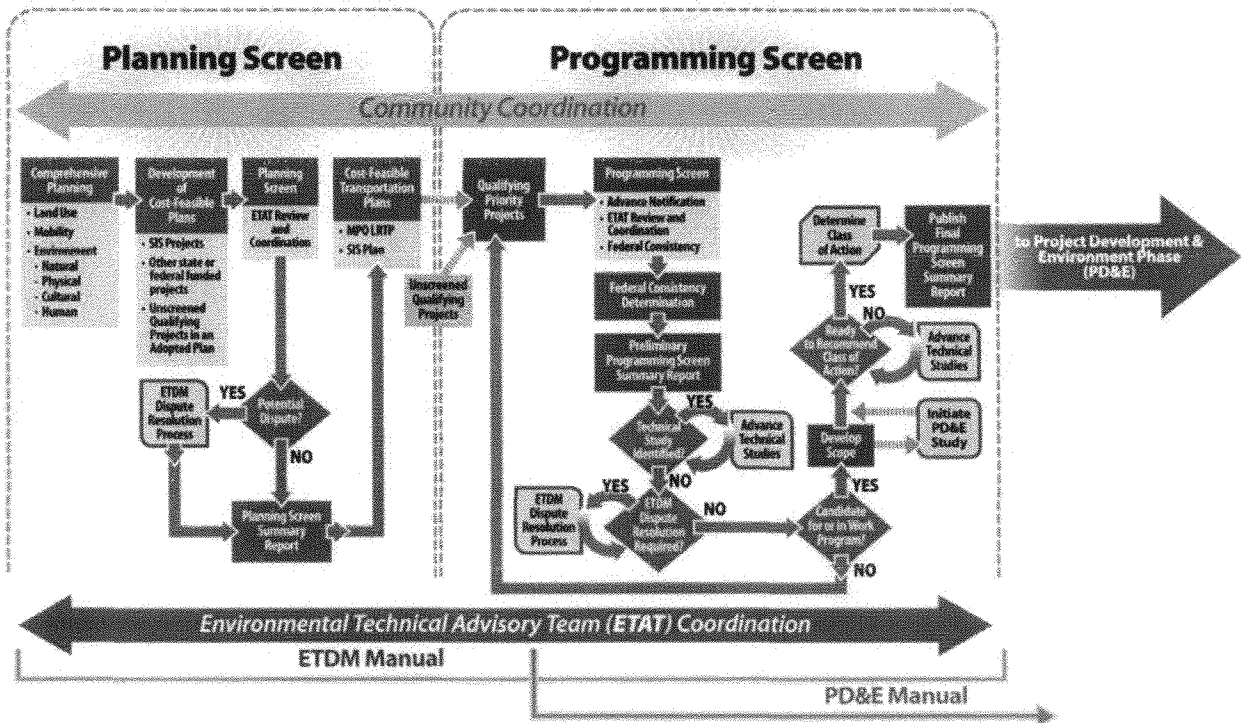 Planning Screen
Programming Screen
Community Coordination
Comprehensive
Planning
• Land Use
• Mobility
• Environment
• Natural
• Physical
• Cultural
• Human
Development
of
Cost-Feasible
Plans
• SIS Projects
• Other state or
federal funded
projects
• Unscreened
Qualifying
Projects in an
Adopted Plan
Planning
Screen
ETAT Review
and
Coordination
Cost-Feasible
Transportation
Plans
• MPO LRTP
• SIS Plan
Potential
Dispute?
YES
NO
ETDM
Dispute
Resolution
Process
Planning Screen
Summary
Report
Unscreened
Qualifying
Projects
Qualifying
Priority
Projects
Programming Screen
• Advance Notification
• ETAT Review and
Coordination
• Federal Consistency
Federal Consistency
Determination
Preliminary
Programming Screen
Summary Report
Technical
Study
Identified?
YES
Advance
Technical
Studies
NO
ETDM
Dispute
Resolution
Required?
YES
ETDM
Dispute
Resolution
Process
NO
Candidate
for or in Work
Program?
NO
YES
Develop
Scope
Initiate
PD&E
Study
Ready
to Recommend
Class of
Action?
NO
Advance
Technical
Studies
YES
Determine
Class
of Action
Publish
Final
Programming
Screen
Summary
Report
to Project Development &
Environment Phase
(PD&E)
Environmental Technical Advisory Team (ETAT) Coordination
ETDM Manual
PD&E Manual